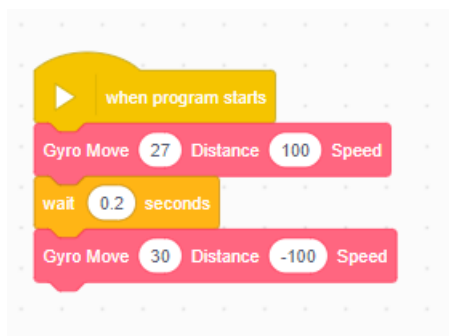 when program starts
Gyro Move 27 Distance 100 Speed
wait 0.2 seconds
Gyro Move 30 Distance -100 Speed